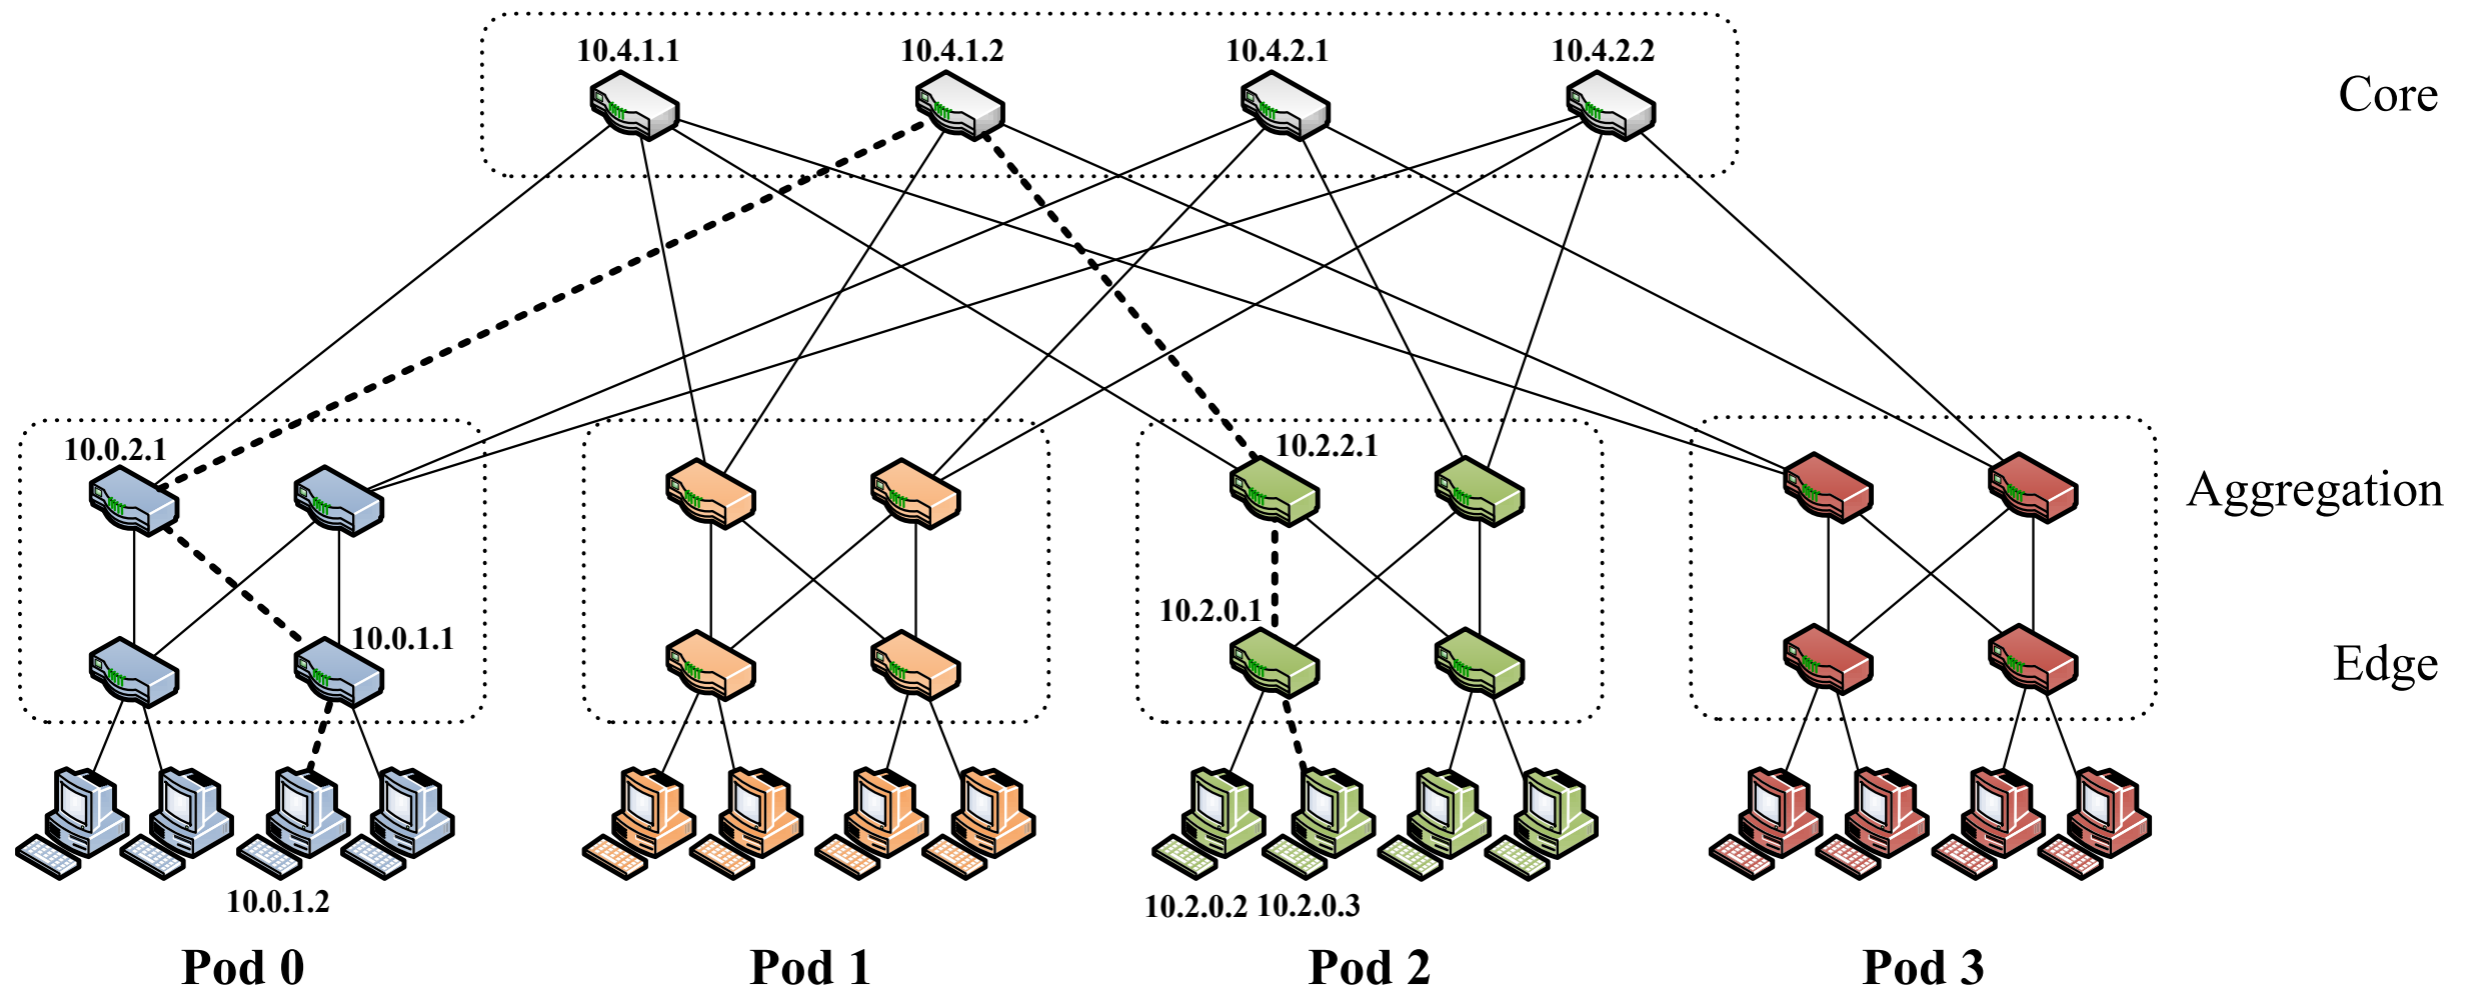 10.4.1.1
10.4.1.2
10.4.2.1
10.4.2.2
Core
10.0.2.1
10.2.2.1
Aggregation
10.0.1.1
10.2.0.1
Edge
10.0.1.2
10.2.0.2
10.2.0.3
Pod 0
Pod 1
Pod 2
Pod 3